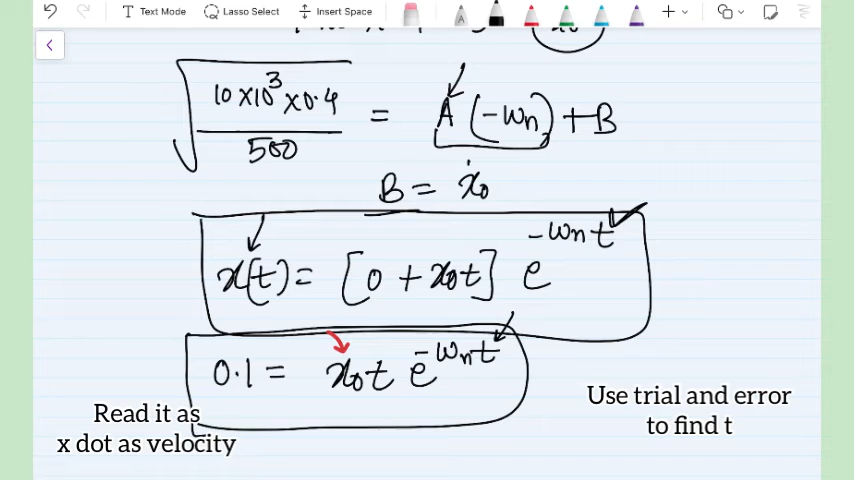 Text Mode Lasso Select Insert Space
√(10×10³×0.4 / 500) = A(-ωn) + B
B = ẋ₀
x(t) = [0 + ẋ₀t] e^(-ωnt)
0.1 = ẋ₀t e^(-ωnt)
Read it as
x dot as velocity
Use trial and error
to find t